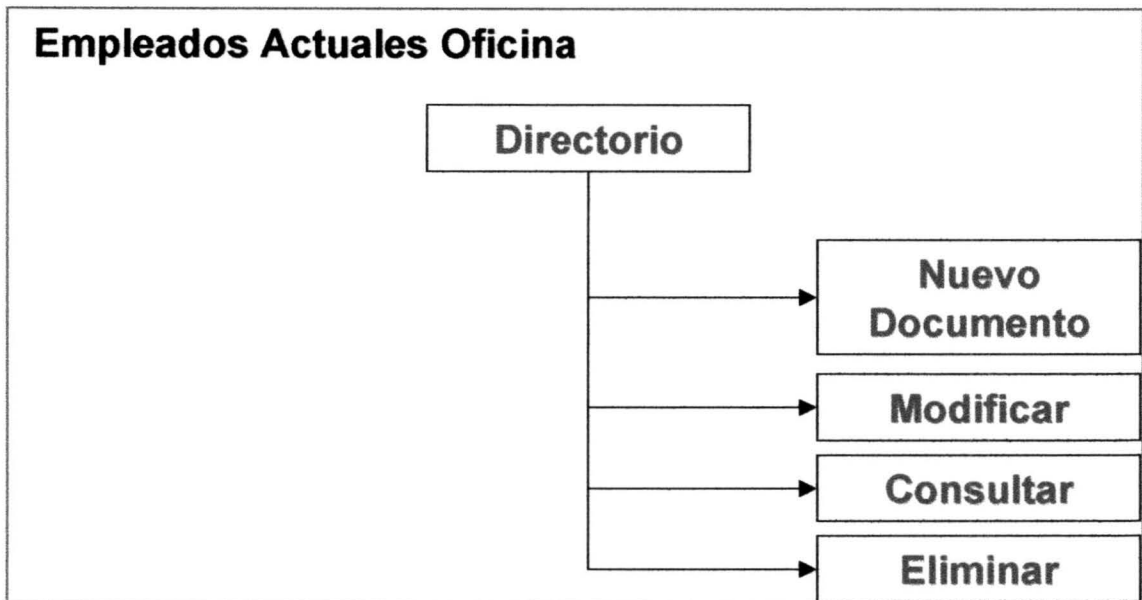 Empleados Actuales Oficina
Directorio
Nuevo
Documento
Modificar
Consultar
Eliminar